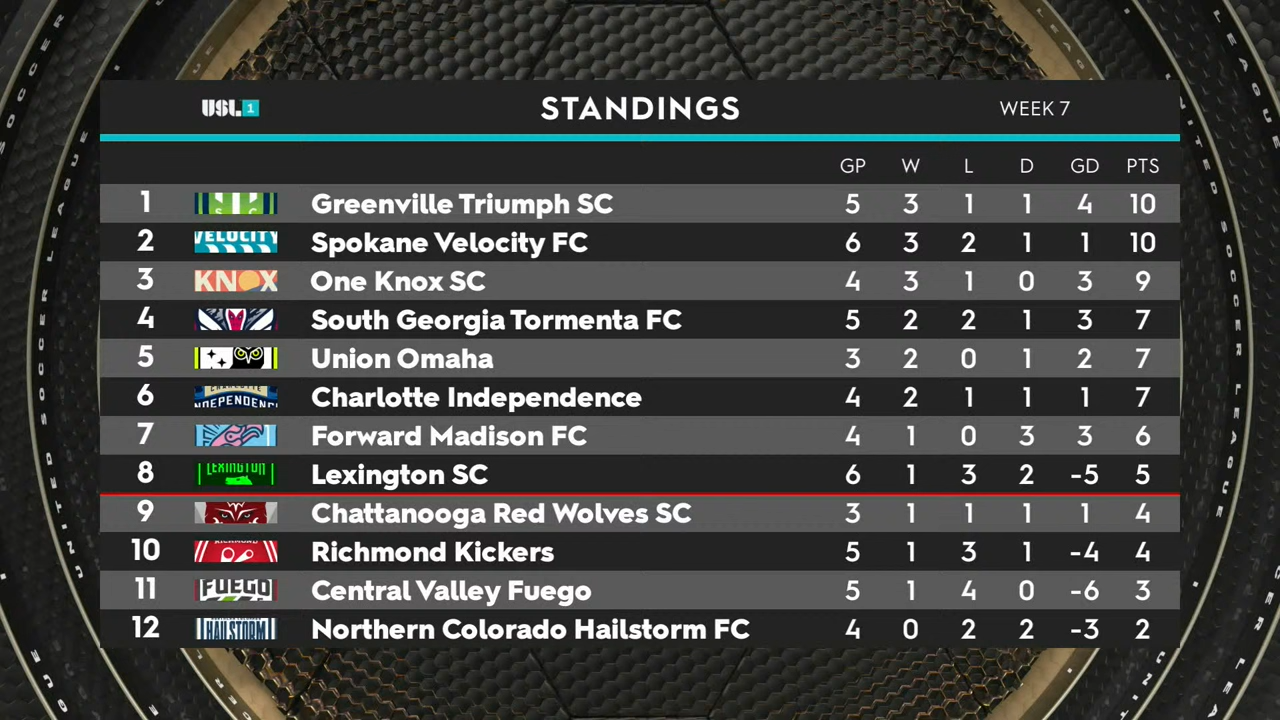 USL 1 STANDINGS WEEK 7
GP W L D GD PTS
1 Greenville Triumph SC 5 3 1 1 4 10
2 VELOCITY Spokane Velocity FC 6 3 2 1 1 10
3 KNOX One Knox SC 4 3 1 0 3 9
4 South Georgia Tormenta FC 5 2 2 1 3 7
5 Union Omaha 3 2 0 1 2 7
6 Charlotte Independence 4 2 1 1 1 7
7 Forward Madison FC 4 1 0 3 3 6
8 LEXINGTON Lexington SC 6 1 3 2 -5 5
9 Chattanooga Red Wolves SC 3 1 1 1 1 4
10 RICHMOND Richmond Kickers 5 1 3 1 -4 4
11 FUEGO Central Valley Fuego 5 1 4 0 -6 3
12 HAILSTORM Northern Colorado Hailstorm FC 4 0 2 2 -3 2